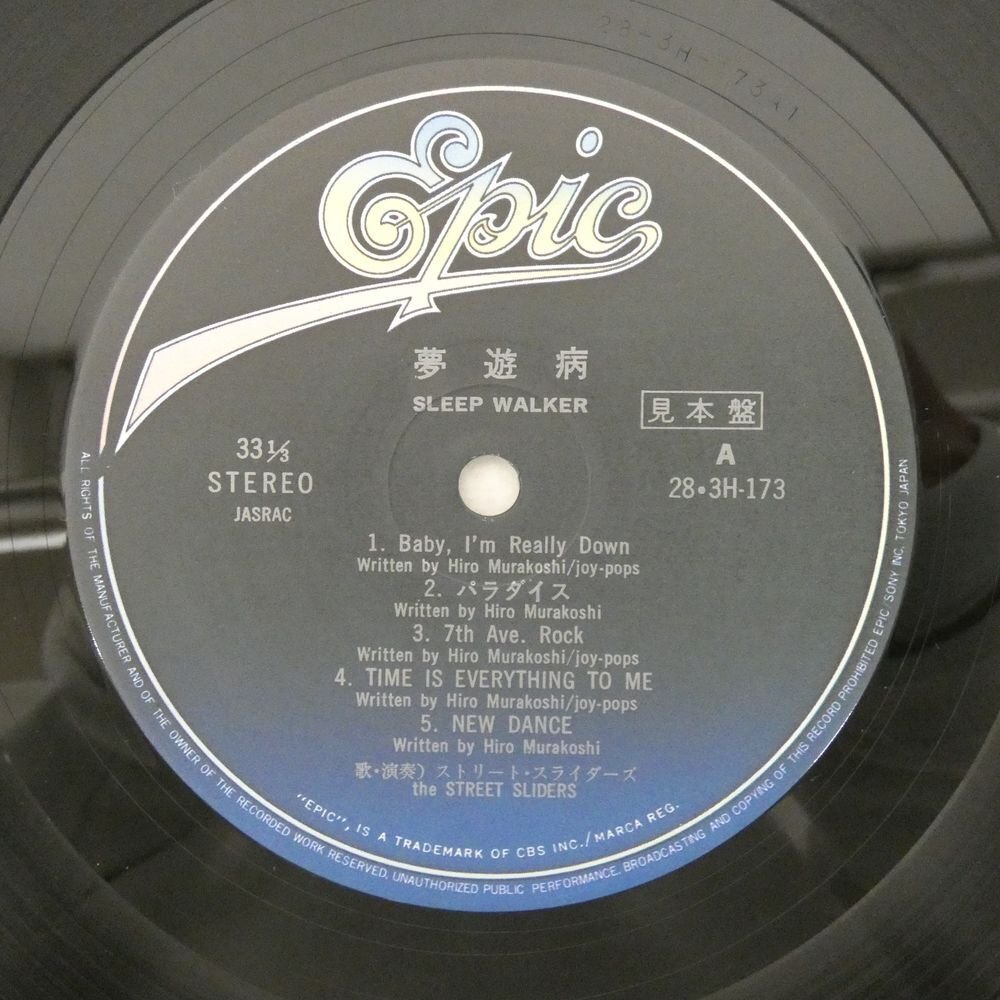 28-3H-173A1
Epic
夢遊病
SLEEP WALKER
見本盤
33⅓
STEREO
JASRAC
A
28•3H-173
1. Baby, I'm Really Down
Written by Hiro Murakoshi/joy-pops
2. パラダイス
Written by Hiro Murakoshi
3. 7th Ave. Rock
Written by Hiro Murakoshi/joy-pops
4. TIME IS EVERYTHING TO ME
Written by Hiro Murakoshi/joy-pops
5. NEW DANCE
Written by Hiro Murakoshi
歌・演奏) ストリート・スライダーズ
the STREET SLIDERS
"EPIC", IS A TRADEMARK OF CBS INC./MARCA REG.
ALL RIGHTS OF THE MANUFACTURER AND OF THE OWNER OF THE RECORDED WORK RESERVED. UNAUTHORIZED PUBLIC PERFORMANCE, BROADCASTING AND COPYING OF THIS RECORD PROHIBITED EPIC/SONY INC. TOKYO JAPAN